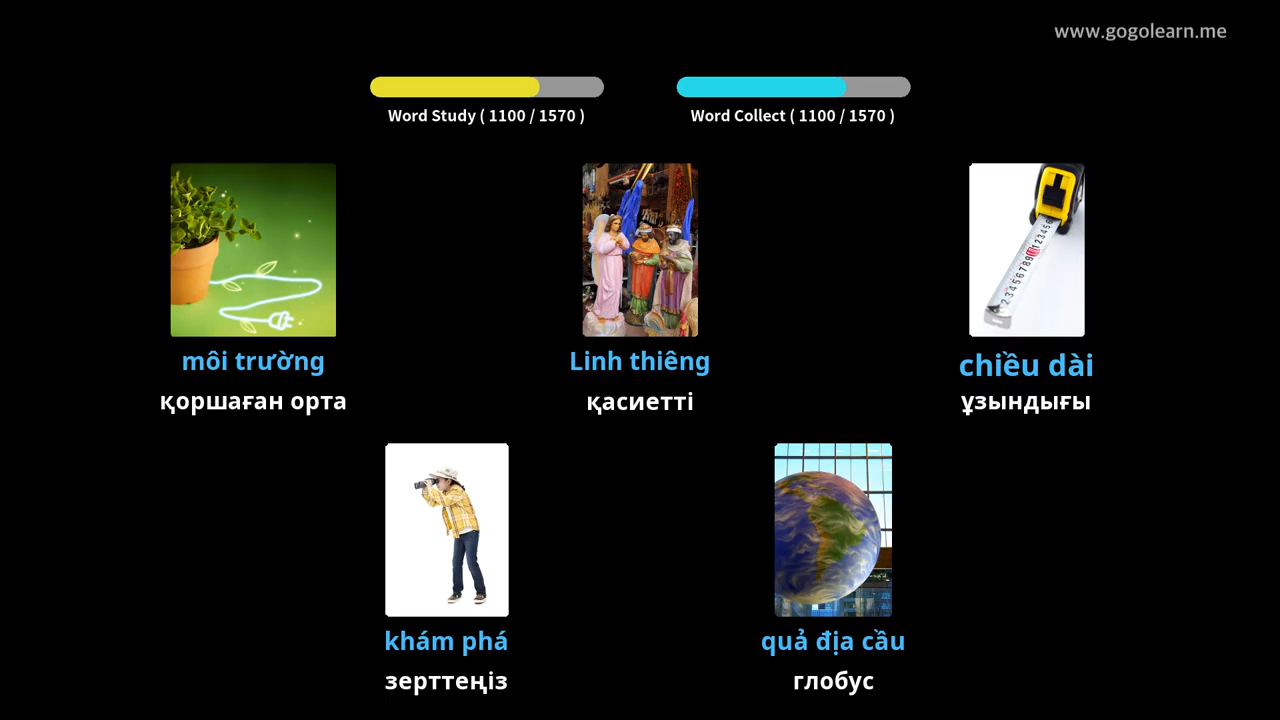 www.gogolearn.me
Word Study ( 1100 / 1570 )
Word Collect ( 1100 / 1570 )
môi trường
қоршаған орта
Linh thiêng
қасиетті
chiều dài
ұзындығы
khám phá
зерттеңіз
quả địa cầu
глобус